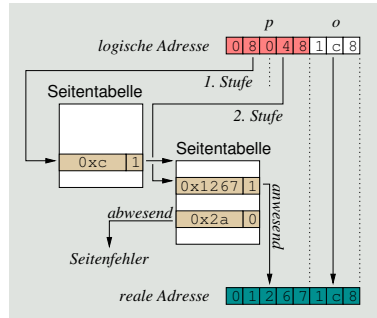 p o
logische Adresse 0 8 0 4 8 1 c 8
1. Stufe
Seitentabelle
2. Stufe
Seitentabelle
0xc 1
0x1267 1
abwesend
0x2a 0
anwesend
Seitenfehler
reale Adresse 0 1 2 6 7 1 c 8